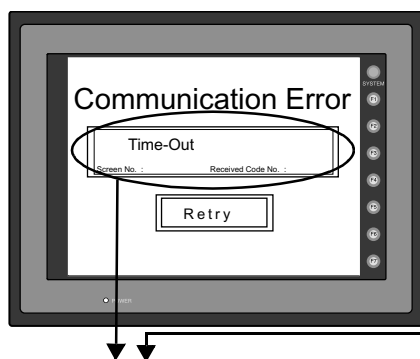 Communication Error
SYSTEM
F1
Time-Out
F2
F3
Screen No. :
Received Code No. :
F4
Retry
F5
F6
F7
POWER